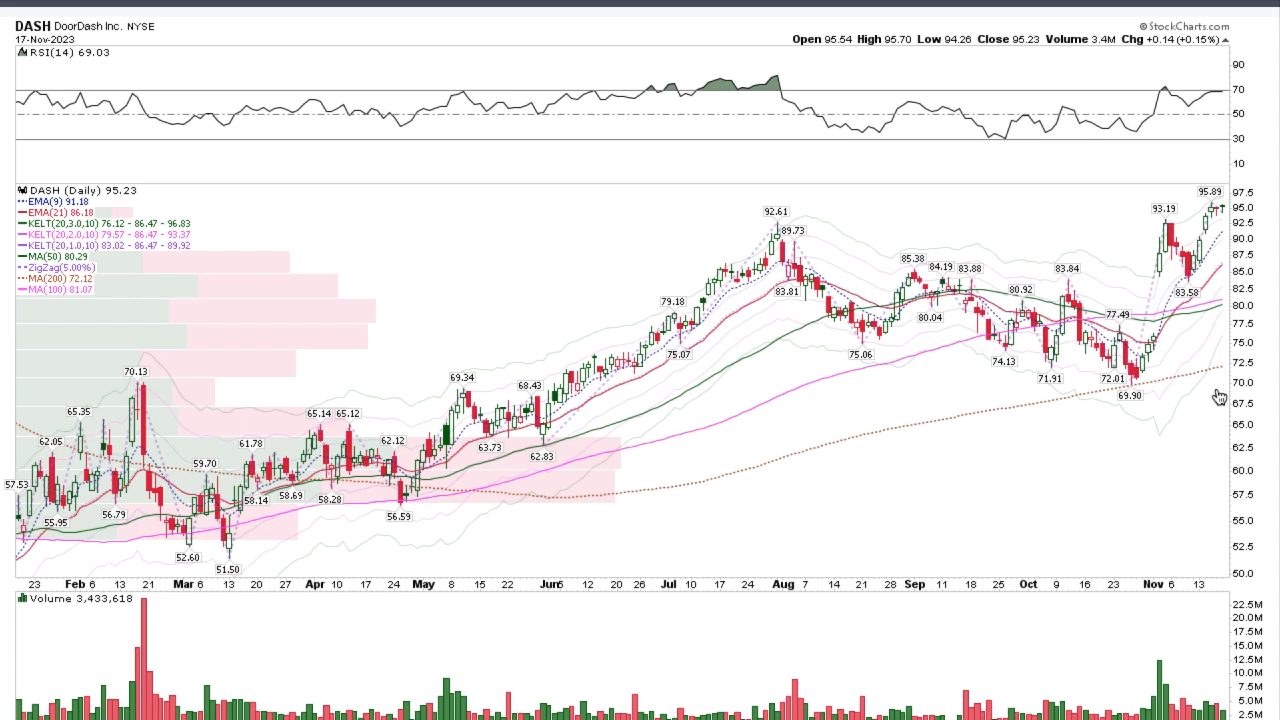 DASH DoorDash Inc. NYSE
© StockCharts.com
17-Nov-2023
Open 95.54 High 95.70 Low 94.26 Close 95.23 Volume 3.4M Chg +0.14 (+0.15%)
RSI(14) 69.03
90
70
50
30
10
DASH (Daily) 95.23
EMA(9) 91.18
EMA(21) 86.18
KELT(20,3.0,10) 76.12 - 86.47 - 96.83
KELT(20,2.0,10) 79.57 - 86.47 - 93.37
KELT(20,1.0,10) 83.02 - 86.47 - 89.92
MA(50) 80.29
ZigZag(5.00%)
MA(200) 72.12
MA(100) 81.07
97.5
95.0
92.5
90.0
87.5
85.0
82.5
80.0
77.5
75.0
72.5
70.0
67.5
65.0
62.5
60.0
57.5
55.0
52.5
50.0
57.53
62.05
55.95
65.35
56.79
70.13
52.60
59.70
51.50
61.78
58.14
58.69
65.14
58.28
65.12
62.12
56.59
69.34
63.73
68.43
62.83
79.18
75.07
92.61
83.81
89.73
75.06
85.38
80.04
84.19
83.88
74.13
80.92
71.91
83.84
72.01
77.49
69.90
93.19
83.58
95.89
23 Feb 6 13 21 Mar 6 13 20 27 Apr 10 17 24 May 8 15 22 Jun 5 12 20 26 Jul 10 17 24 Aug 7 14 21 28 Sep 11 18 25 Oct 9 16 23 Nov 6 13
Volume 3,433,618
22.5M
20.0M
17.5M
15.0M
12.5M
10.0M
7.5M
5.0M
2.5M